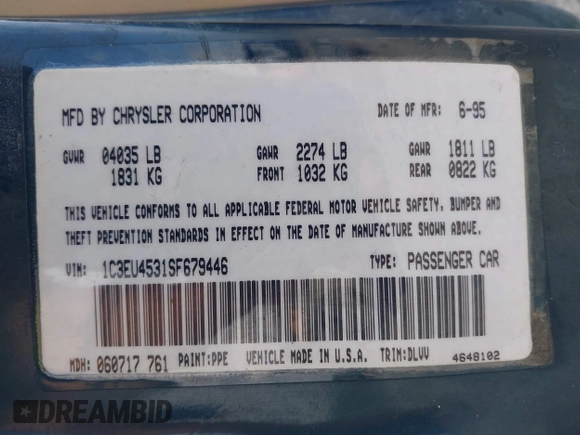 MFD BY CHRYSLER CORPORATION DATE OF MFR: 6-95
GVWR 04035 LB GAWR 2274 LB GAWR 1811 LB
1831 KG FRONT 1032 KG REAR 0822 KG
THIS VEHICLE CONFORMS TO ALL APPLICABLE FEDERAL MOTOR VEHICLE SAFETY, BUMPER AND
THEFT PREVENTION STANDARDS IN EFFECT ON THE DATE OF MANUFACTURE SHOWN ABOVE.
VIN: 1C3EU4531SF679446 TYPE: PASSENGER CAR
MDH: 060717 761 PAINT:PPE VEHICLE MADE IN U.S.A. TRIM:DLVV 4648102
DREAMBID